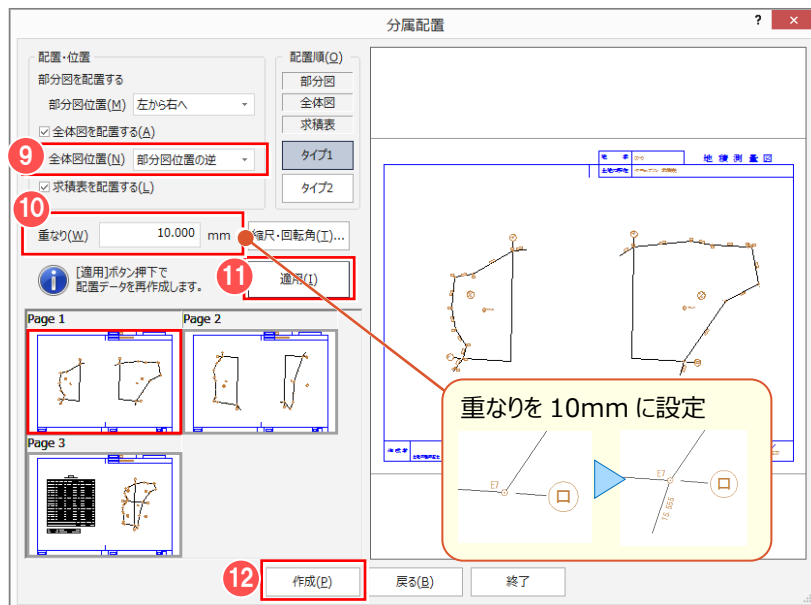 分属配置
?
×
配置・位置
部分図を配置する
部分図位置(M) 左から右へ
全体図を配置する(A)
9
全体図位置(N) 部分図位置の逆
求積表を配置する(L)
配置順(O)
部分図
全体図
求積表
タイプ1
タイプ2
10
重なり(W) 10.000 mm
縮尺・回転角(T)...
[適用]ボタン押下で
配置データを再作成します。
11
適用(I)
Page 1
Page 2
Page 3
地積測量図
重なりを 10mm に設定
E7
口
E7
口
15.555
12
作成(P)
戻る(B)
終了